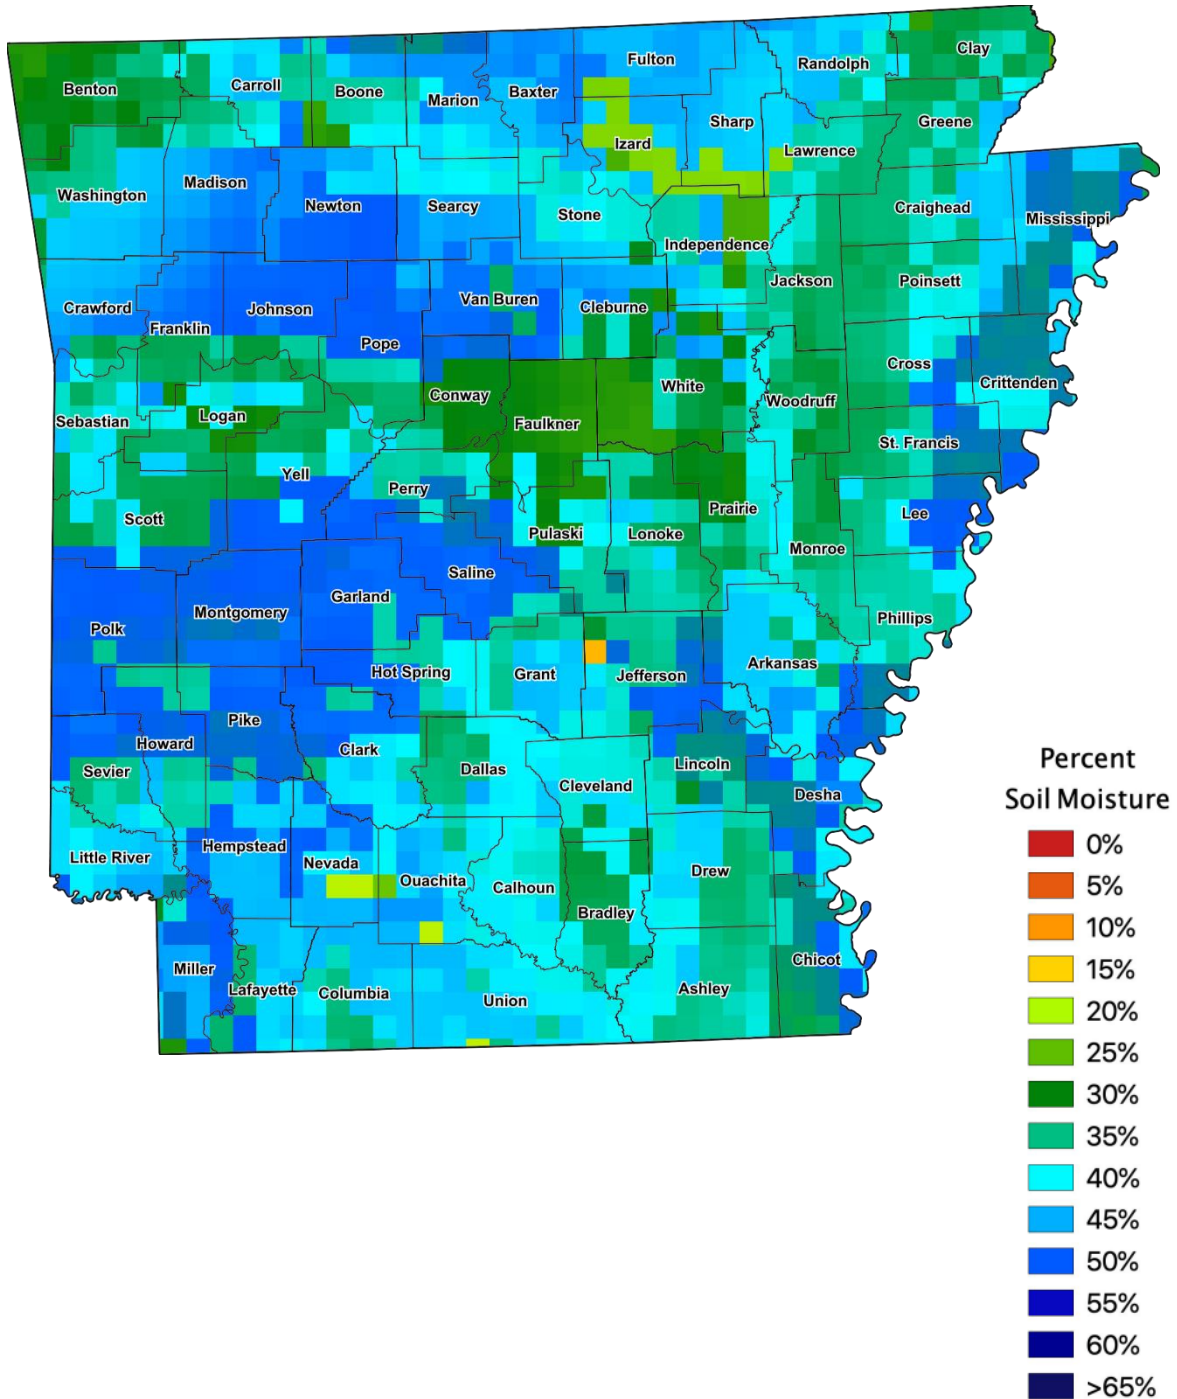 Clay
Fulton
Randolph
Carroll
Benton
Boone
Baxter
Marion
Greene
Sharp
Izard
Lawrence
Madison
Washington
Newton
Searcy
Craighead
Stone
Mississippi
Independence
Jackson
Poinsett
Van Buren
Crawford
Johnson
Cleburne
Franklin
Pope
Cross
Crittenden
White
Conway
Woodruff
Logan
Sebastian
Faulkner
St. Francis
Yell
Perry
Prairie
Lee
Scott
Pulaski
Lonoke
Monroe
Saline
Garland
Montgomery
Phillips
Polk
Arkansas
Hot Spring
Grant
Jefferson
Pike
Howard
Clark
Lincoln
Dallas
Sevier
Cleveland
Desha
Hempstead
Little River
Nevada
Drew
Ouachita
Calhoun
Bradley
Chicot
Miller
Lafayette
Columbia
Ashley
Union
Percent
Soil Moisture
0%
5%
10%
15%
20%
25%
30%
35%
40%
45%
50%
55%
60%
>65%